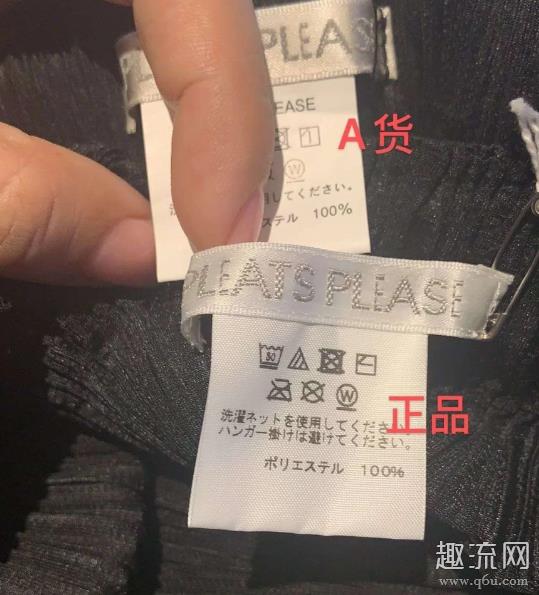 PLEAS
EASE
A货
してください。
ステル 100%
PLEATS PLEASE
正品
洗濯ネットを使用してください。
ハンガー掛けは避けてください。
ポリエステル 100%
趣流网
www.q6u.com